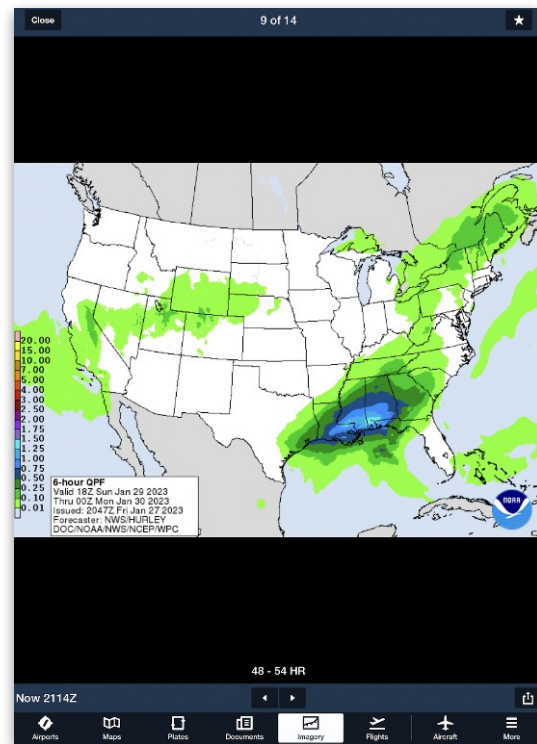 Close
9 of 14
20.00
15.00
10.00
7.00
5.00
4.00
3.00
2.50
2.00
1.75
1.50
1.25
1.00
0.75
0.50
0.25
0.10
0.01
6-hour QPF
Valid 18Z Sun Jan 29 2023
Thru 00Z Mon Jan 30 2023
Issued: 2047Z Fri Jan 27 2023
Forecaster: NWS/HURLEY
DOC/NOAA/NWS/NCEP/WPC
NOAA
48 - 54 HR
Now 2114Z
Airports
Maps
Plates
Documents
Imagery
Flights
Aircraft
More